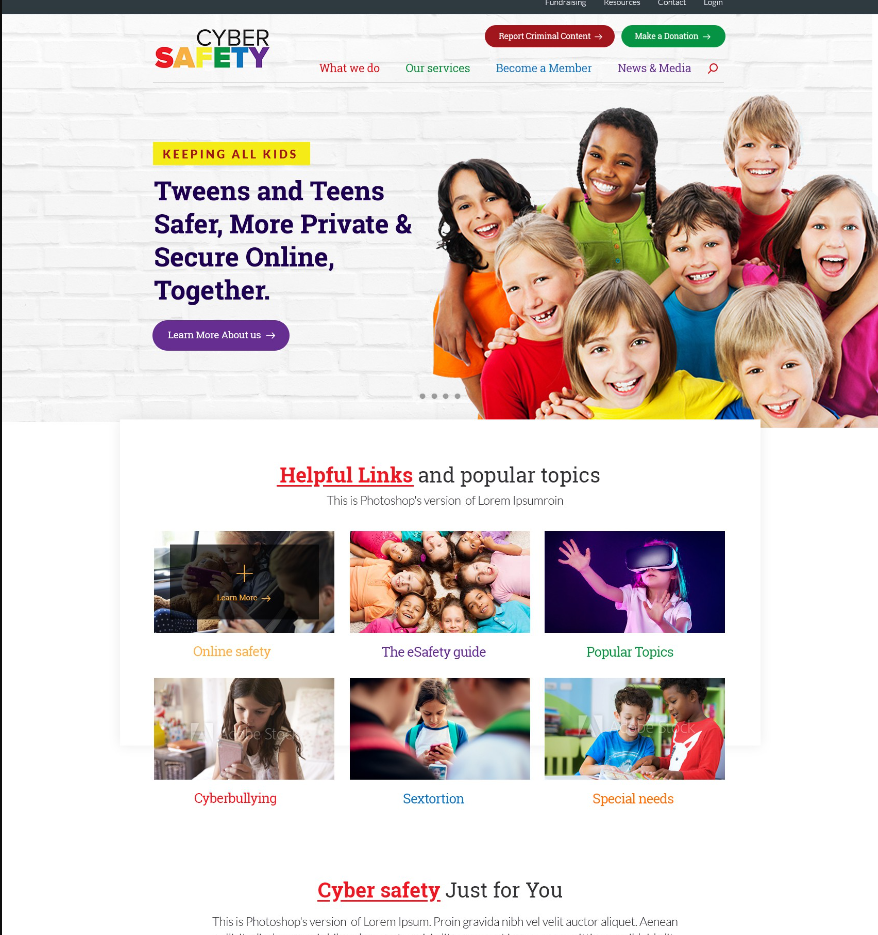 Fundraising Resources Contact Login
CYBER
SAFETY
Report Criminal Content →
Make a Donation →
What we do Our services Become a Member News & Media
KEEPING ALL KIDS
Tweens and Teens
Safer, More Private &
Secure Online,
Together.
Learn More About us →
Helpful Links and popular topics
This is Photoshop's version of Lorem Ipsumroin
Learn More →
Online safety
The eSafety guide
Popular Topics
Adobe Stock
Adobe Stock
Cyberbullying
Sextortion
Special needs
Cyber safety Just for You
This is Photoshop's version of Lorem Ipsum. Proin gravida nibh vel velit auctor aliquet. Aenean